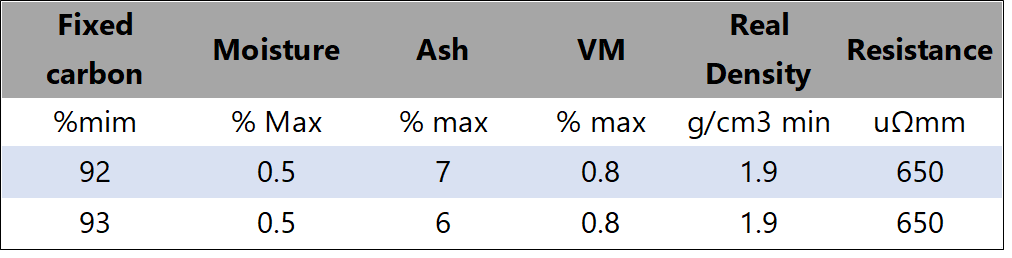 Fixed carbon Moisture Ash VM Real Density Resistance
%mim % Max % max % max g/cm3 min uΩmm
92 0.5 7 0.8 1.9 650
93 0.5 6 0.8 1.9 650